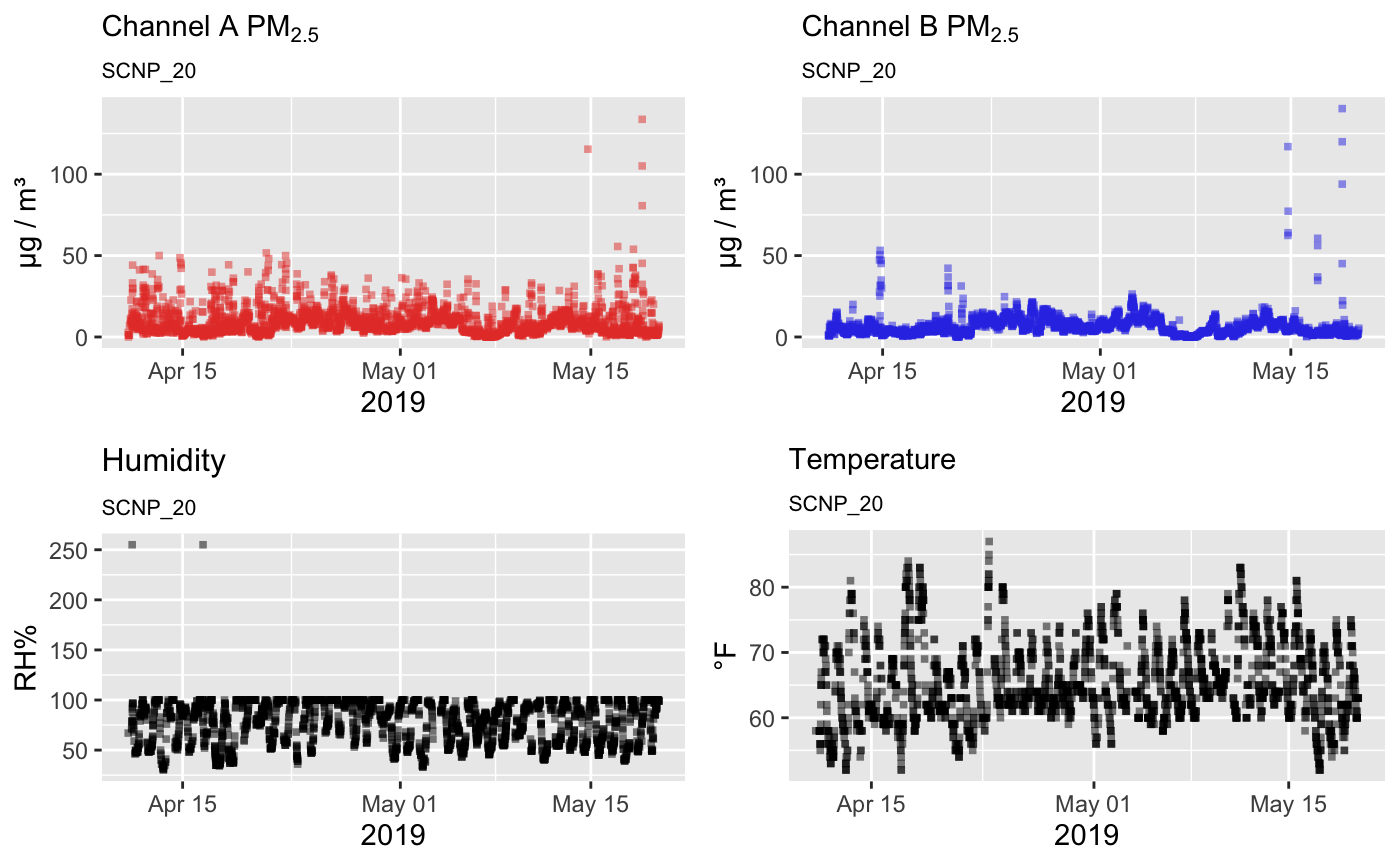 Channel A PM2.5
SCNP_20
µg / m³
100
50
0
Apr 15 May 01 May 15
2019
Channel B PM2.5
SCNP_20
µg / m³
100
50
0
Apr 15 May 01 May 15
2019
Humidity
SCNP_20
RH%
250
200
150
100
50
Apr 15 May 01 May 15
2019
Temperature
SCNP_20
°F
80
70
60
Apr 15 May 01 May 15
2019